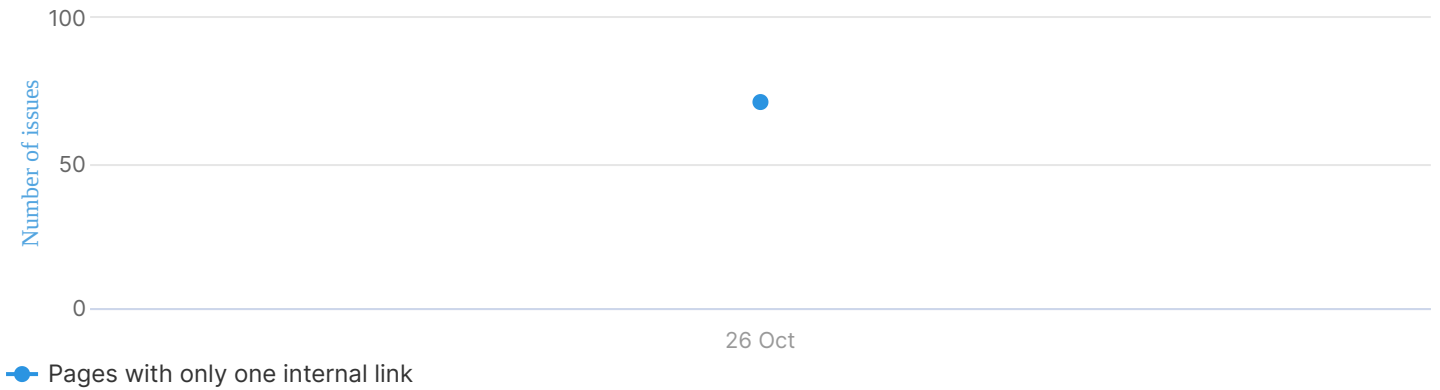 100
Number of issues
50
0
26 Oct
Pages with only one internal link